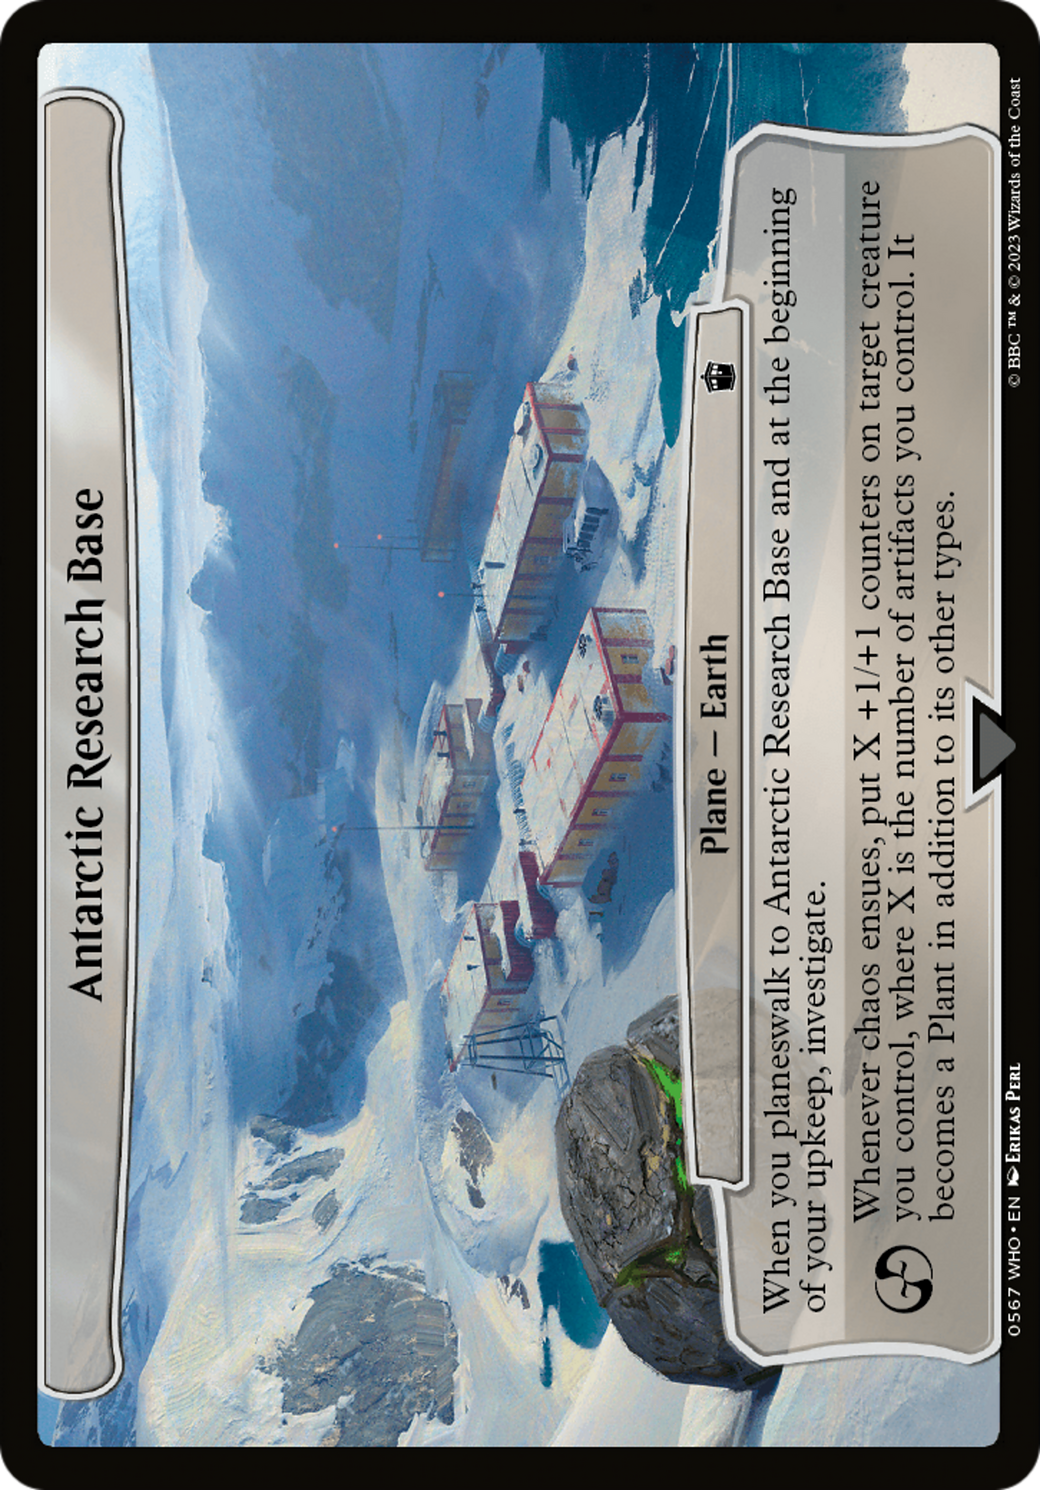 Antarctic Research Base
Plane — Earth
When you planeswalk to Antarctic Research Base and at the beginning
of your upkeep, investigate.
Whenever chaos ensues, put X +1/+1 counters on target creature
you control, where X is the number of artifacts you control. It
becomes a Plant in addition to its other types.
0567 WHO • EN Erikas Perl
© BBC ™ & © 2023 Wizards of the Coast